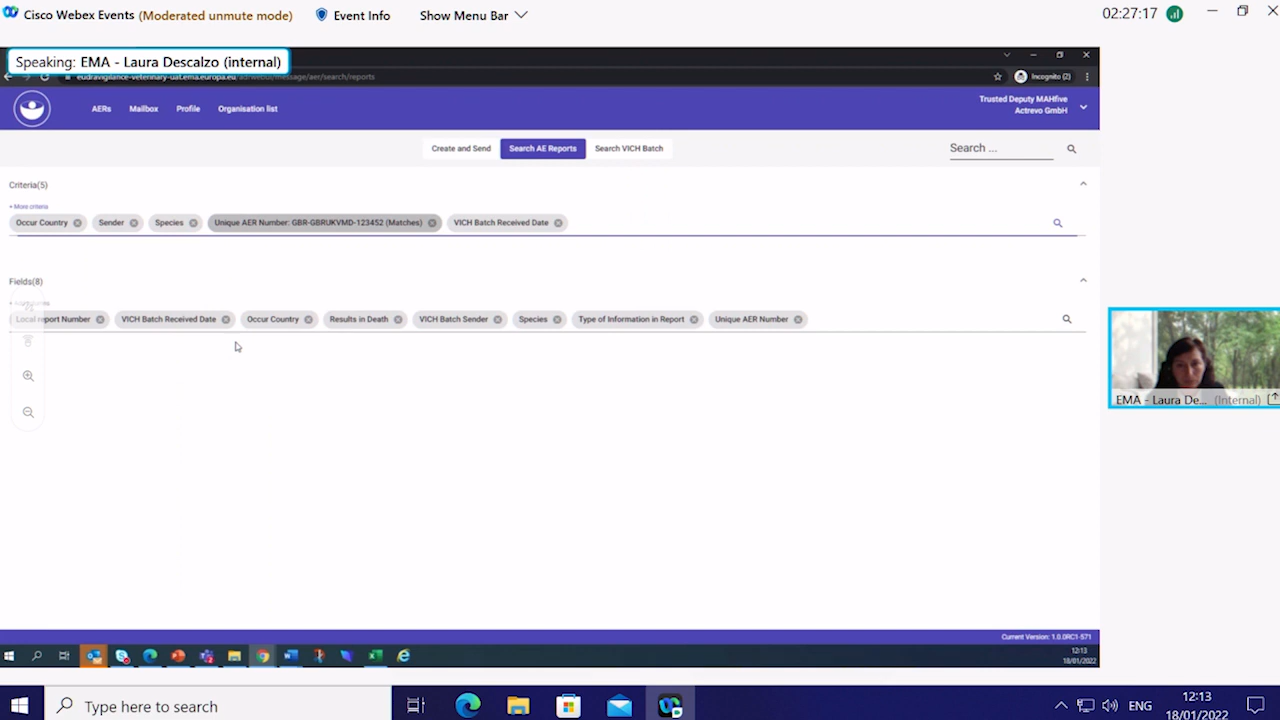 Cisco Webex Events (Moderated unmute mode) Event Info Show Menu Bar 02:27:17
Speaking: EMA - Laura Descalzo (internal)
eudravigilance-veterinary-uat.ema.europa.eu/adrwebui/message/aer/search/reports Incognito (2)
AERs Mailbox Profile Organisation list
Trusted Deputy MAHfive
Actrevo GmbH
Create and Send Search AE Reports Search VICH Batch Search ...
Criteria(5)
+ More criteria
Occur Country Sender Species Unique AER Number: GBR-GBRUKVMD-123452 (Matches) VICH Batch Received Date
Fields(8)
Local report Number VICH Batch Received Date Occur Country Results in Death VICH Batch Sender Species Type of Information in Report Unique AER Number
EMA - Laura De... (Internal)
Current Version: 1.0.0RC1-571
12:13
18/01/2022
Type here to search ENG 12:13
18/01/2022